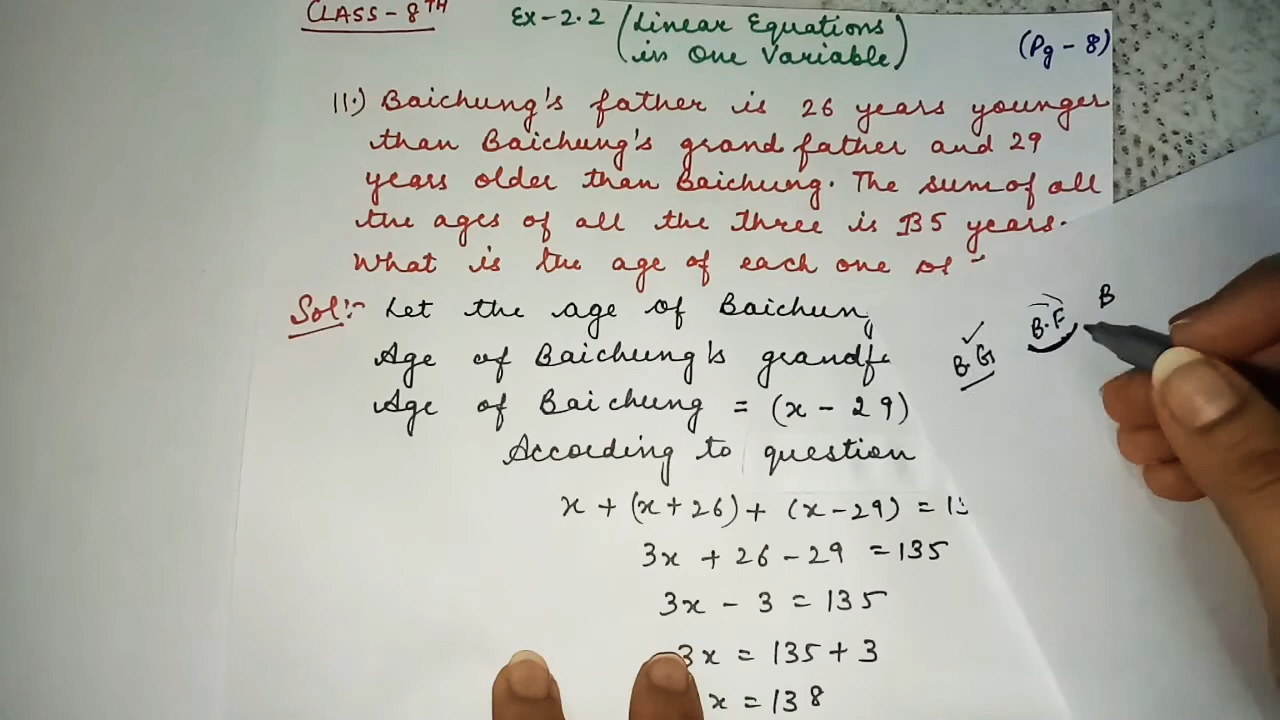 CLASS - 8TH
Ex-2.2 (Linear Equations in One Variable)
(Pg - 8)
11.) Baichung's father is 26 years younger
than Baichung's grand father and 29
years older than Baichung. The sum of all
the ages of all the three is 135 years.
What is the age of each one of
Sol:- Let the age of Baichung
Age of Baichung's
Age of Baichung = (x - 29)
According to question
x + (x + 26) + (x - 29) =
3x + 26 - 29 = 135
3x - 3 = 135
3x = 135 + 3
x = 138
B.G
B.F
B